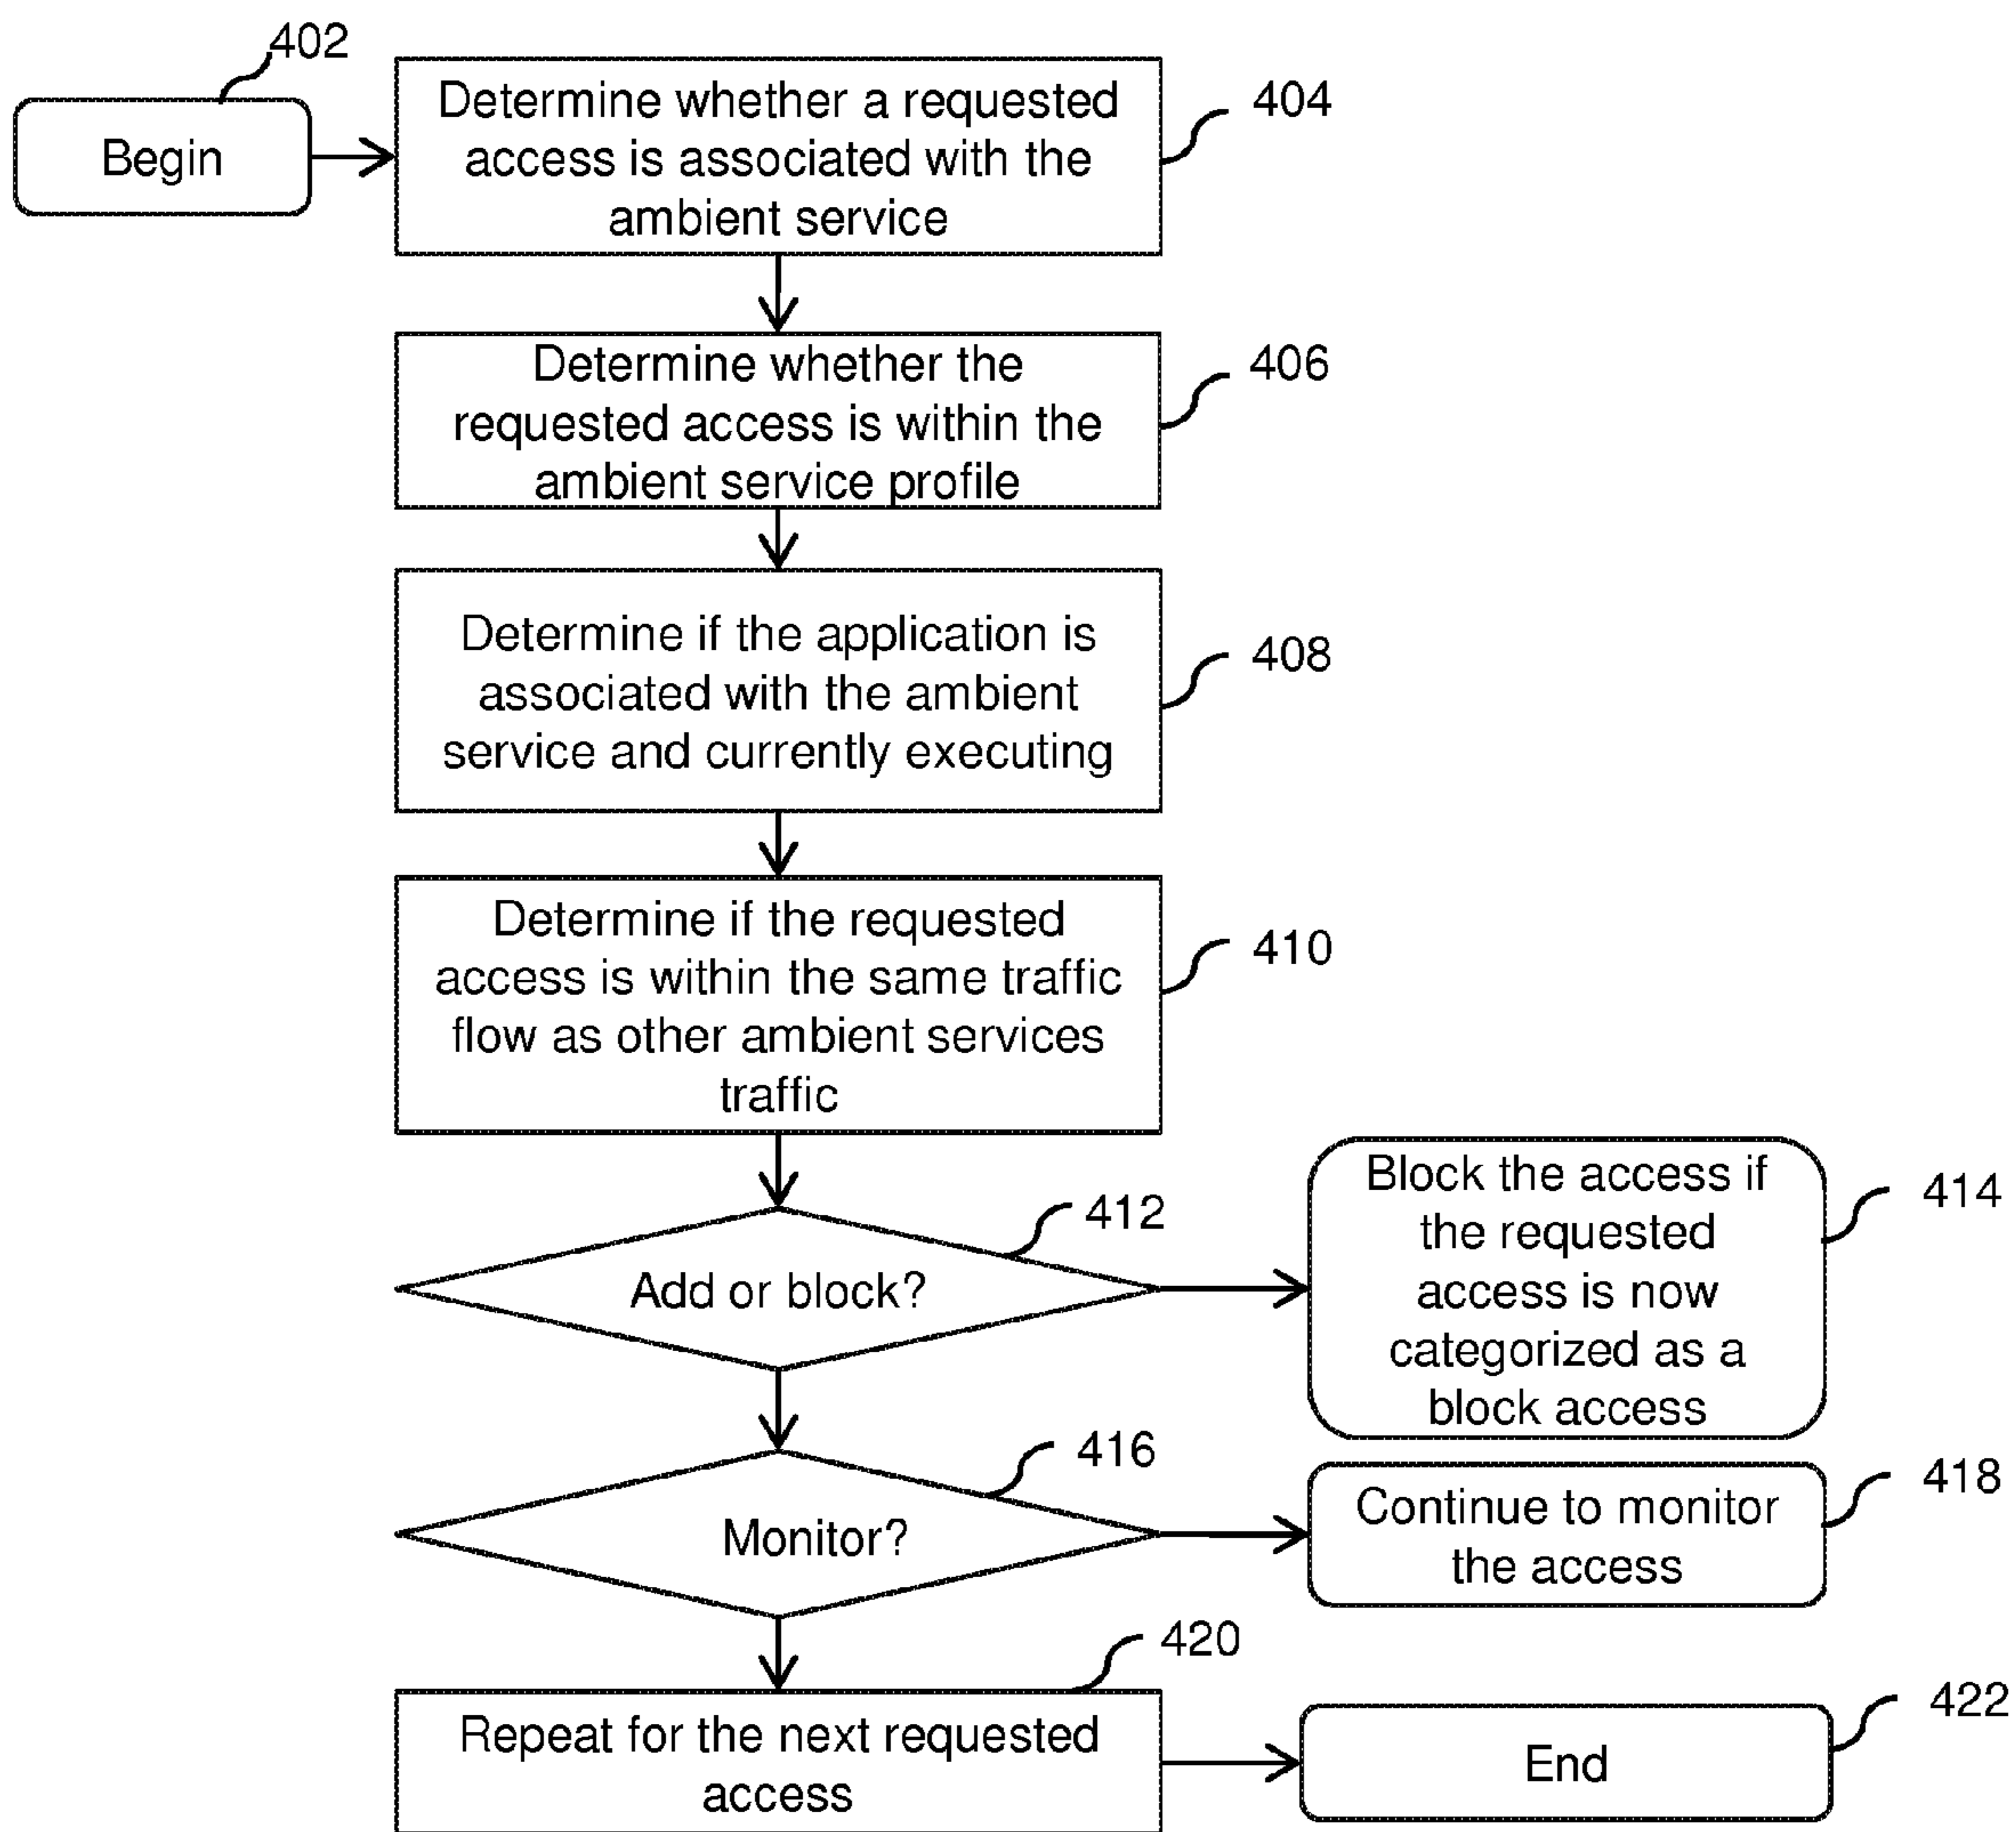 402
Begin
Determine whether a requested
access is associated with the
ambient service
404
Determine whether the
requested access is within the
ambient service profile
406
Determine if the application is
associated with the ambient
service and currently executing
408
Determine if the requested
access is within the same traffic
flow as other ambient services
traffic
410
Add or block?
412
Block the access if
the requested
access is now
categorized as a
block access
414
Monitor?
416
Continue to monitor
the access
418
Repeat for the next requested
access
420
End
422